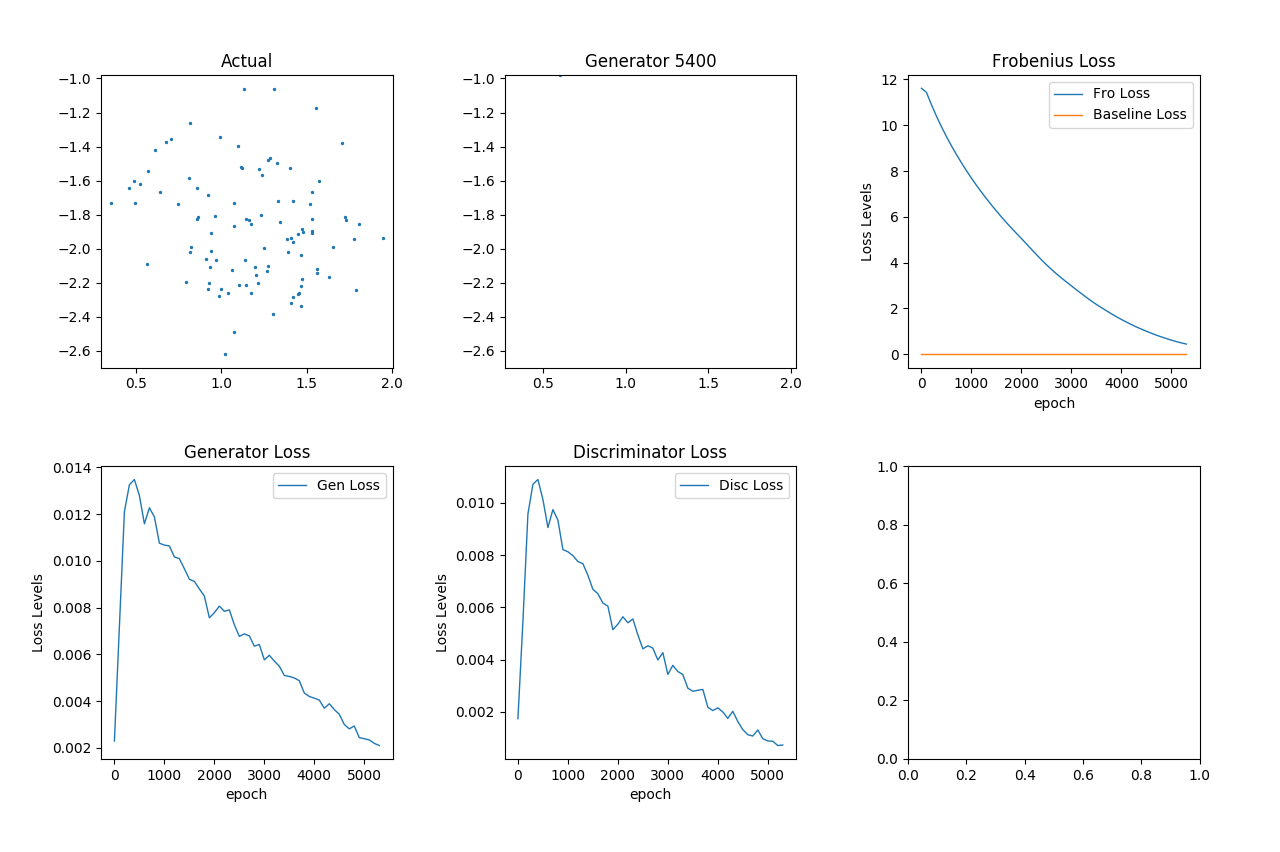 Actual
−1.0
−1.2
−1.4
−1.6
−1.8
−2.0
−2.2
−2.4
−2.6
0.5 1.0 1.5 2.0
Generator 5400
−1.0
−1.2
−1.4
−1.6
−1.8
−2.0
−2.2
−2.4
−2.6
0.5 1.0 1.5 2.0
Frobenius Loss
Fro Loss
Baseline Loss
Loss Levels
12
10
8
6
4
2
0
0 1000 2000 3000 4000 5000
epoch
Generator Loss
Gen Loss
Loss Levels
0.014
0.012
0.010
0.008
0.006
0.004
0.002
0 1000 2000 3000 4000 5000
epoch
Discriminator Loss
Disc Loss
Loss Levels
0.010
0.008
0.006
0.004
0.002
0 1000 2000 3000 4000 5000
epoch
1.0
0.8
0.6
0.4
0.2
0.0
0.0 0.2 0.4 0.6 0.8 1.0